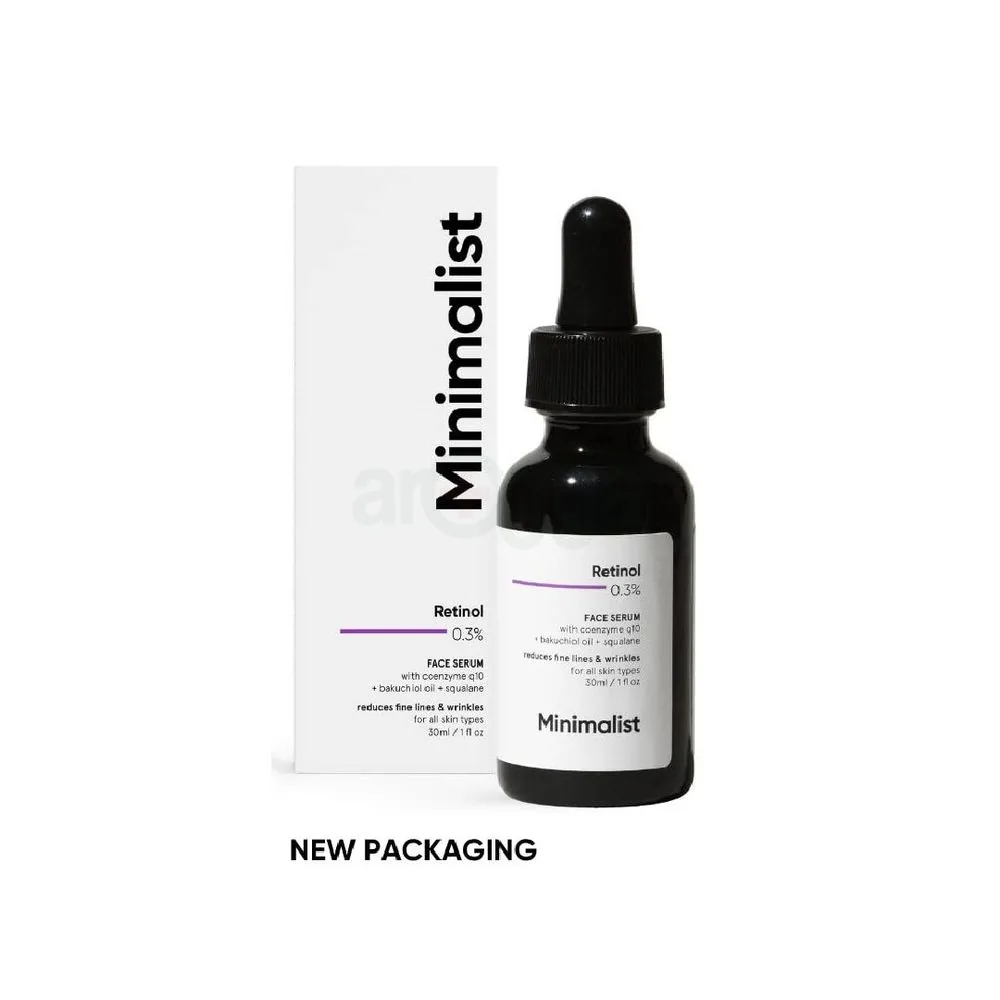 Minimalist
Retinol
0.3%
FACE SERUM
with coenzyme q10
+ bakuchiol oil + squalane
reduces fine lines & wrinkles
for all skin types
30ml / 1 fl oz
Retinol
0.3%
FACE SERUM
with coenzyme q10
+ bakuchiol oil + squalane
reduces fine lines & wrinkles
for all skin types
30ml / 1 fl oz
Minimalist
NEW PACKAGING